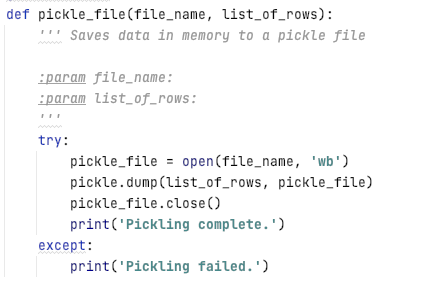 def pickle_file(file_name, list_of_rows):
    ''' Saves data in memory to a pickle file

    :param file_name:
    :param list_of_rows:
    '''
    try:
        pickle_file = open(file_name, 'wb')
        pickle.dump(list_of_rows, pickle_file)
        pickle_file.close()
        print('Pickling complete.')
    except:
        print('Pickling failed.')